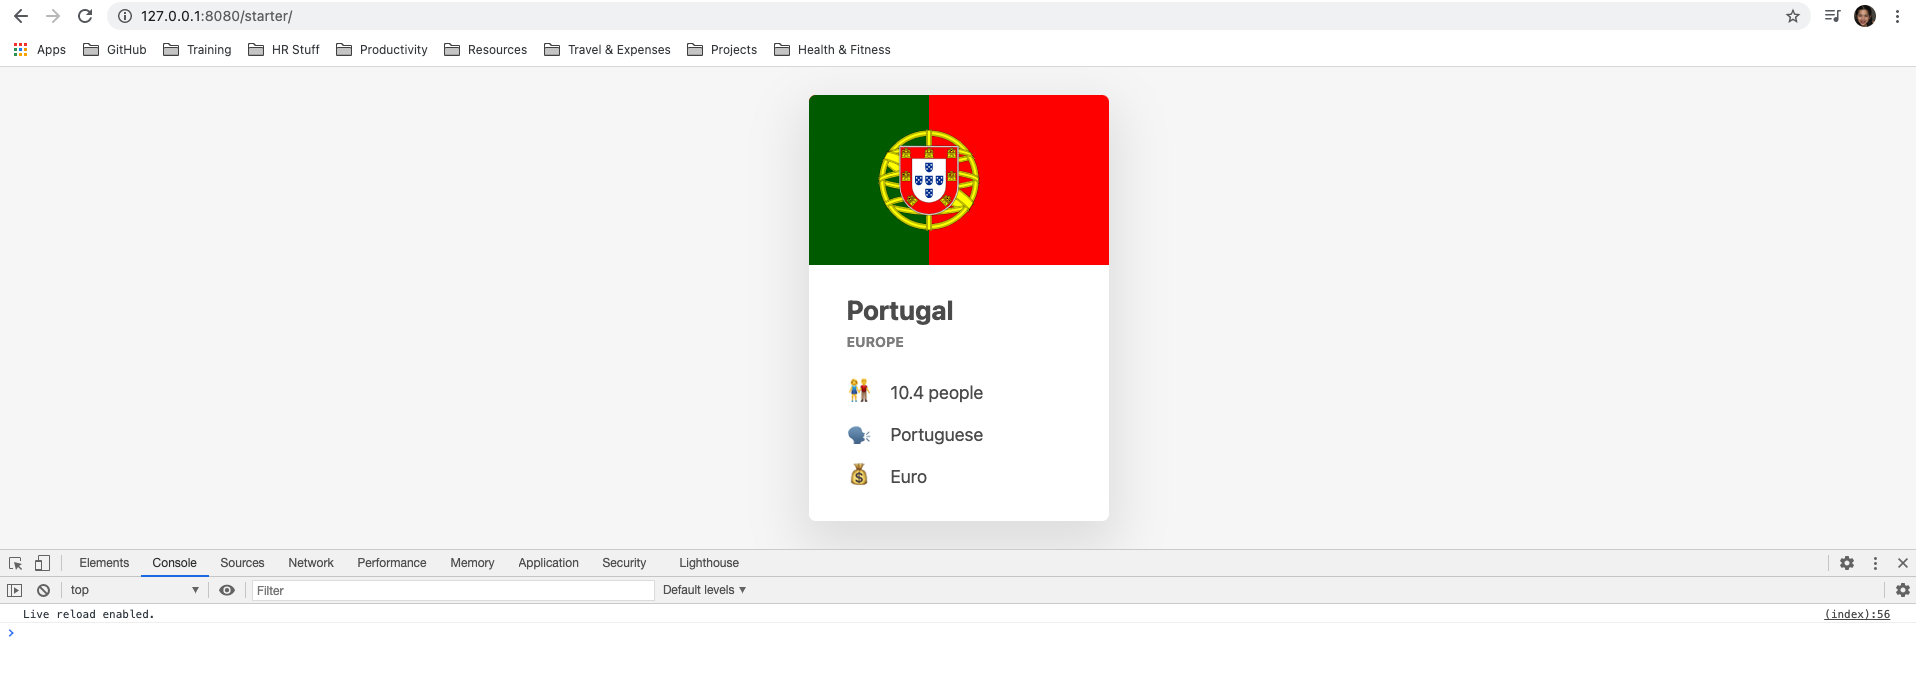 127.0.0.1:8080/starter/
Apps GitHub Training HR Stuff Productivity Resources Travel & Expenses Projects Health & Fitness
Portugal
EUROPE
10.4 people
Portuguese
Euro
Elements Console Sources Network Performance Memory Application Security Lighthouse
top Filter Default levels
Live reload enabled. (index):56